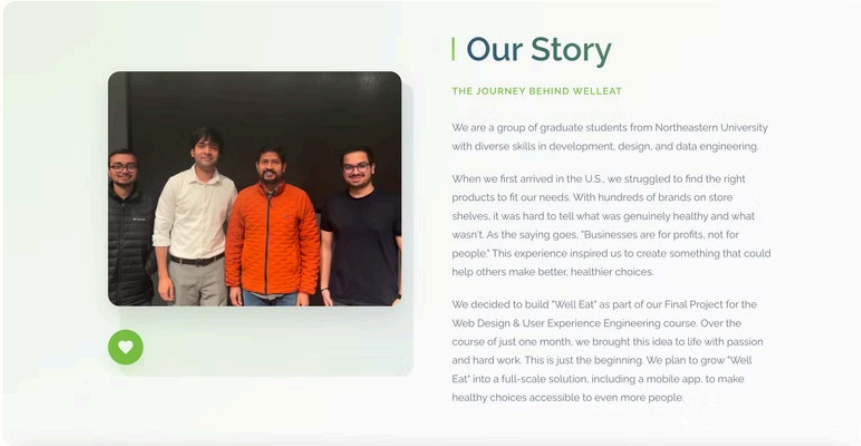 Our Story
THE JOURNEY BEHIND WELLEAT
We are a group of graduate students from Northeastern University
with diverse skills in development, design, and data engineering.
When we first arrived in the U.S., we struggled to find the right
products to fit our needs. With hundreds of brands on store
shelves, it was hard to tell what was genuinely healthy and what
wasn't. As the saying goes, "Businesses are for profits, not for
people." This experience inspired us to create something that could
help others make better, healthier choices.
We decided to build "Well Eat" as part of our Final Project for the
Web Design & User Experience Engineering course. Over the
course of just one month, we brought this idea to life with passion
and hard work. This is just the beginning. We plan to grow "Well
Eat" into a full-scale solution, including a mobile app, to make
healthy choices accessible to even more people.